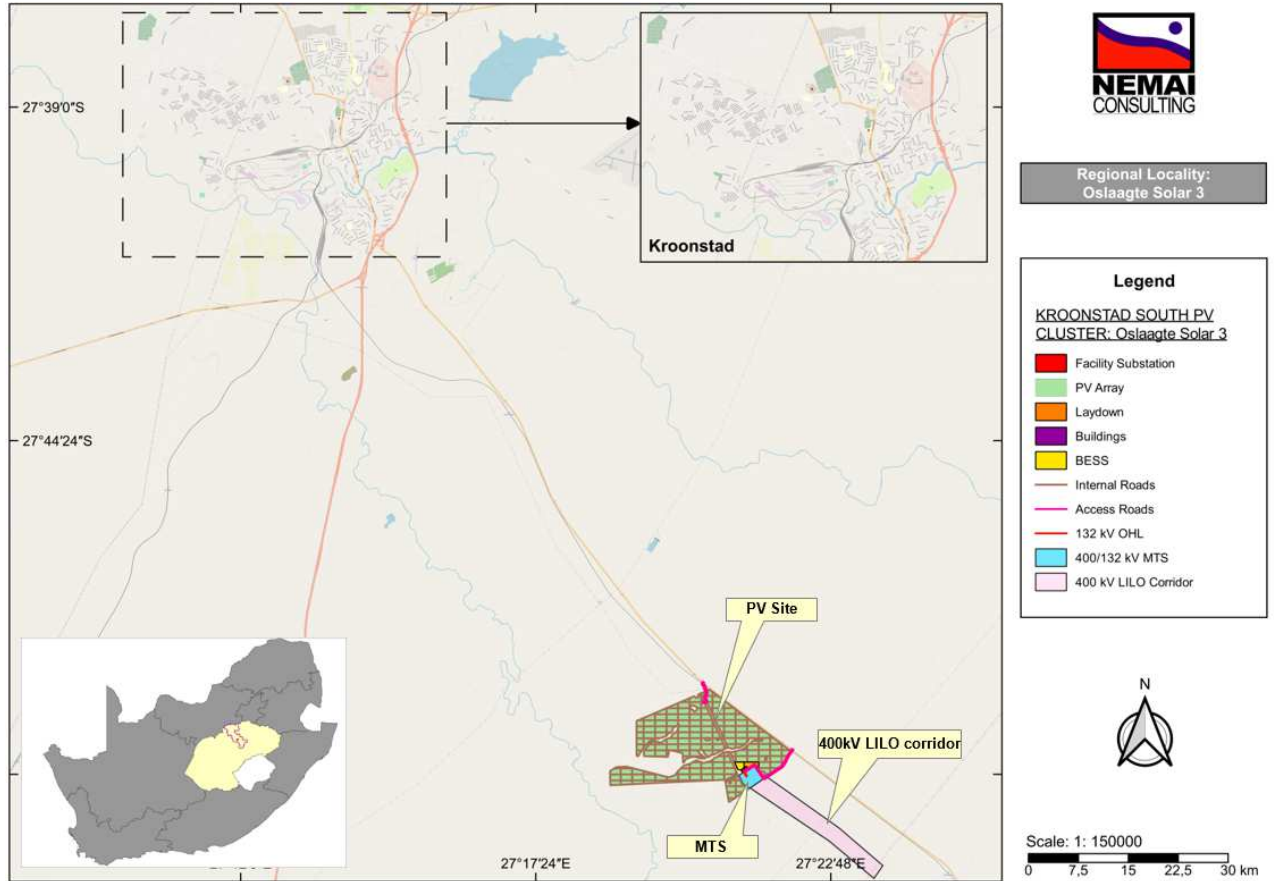 27°39'0"S
27°44'24"S
27°17'24"E
27°22'48"E
Kroonstad
PV Site
400kV LILO corridor
MTS
NEMAI
CONSULTING
Regional Locality:
Oslaagte Solar 3
Legend
KROONSTAD SOUTH PV
CLUSTER: Oslaagte Solar 3
Facility Substation
PV Array
Laydown
Buildings
BESS
Internal Roads
Access Roads
132 kV OHL
400/132 kV MTS
400 kV LILO Corridor
N
Scale: 1: 150000
0 7,5 15 22,5 30 km